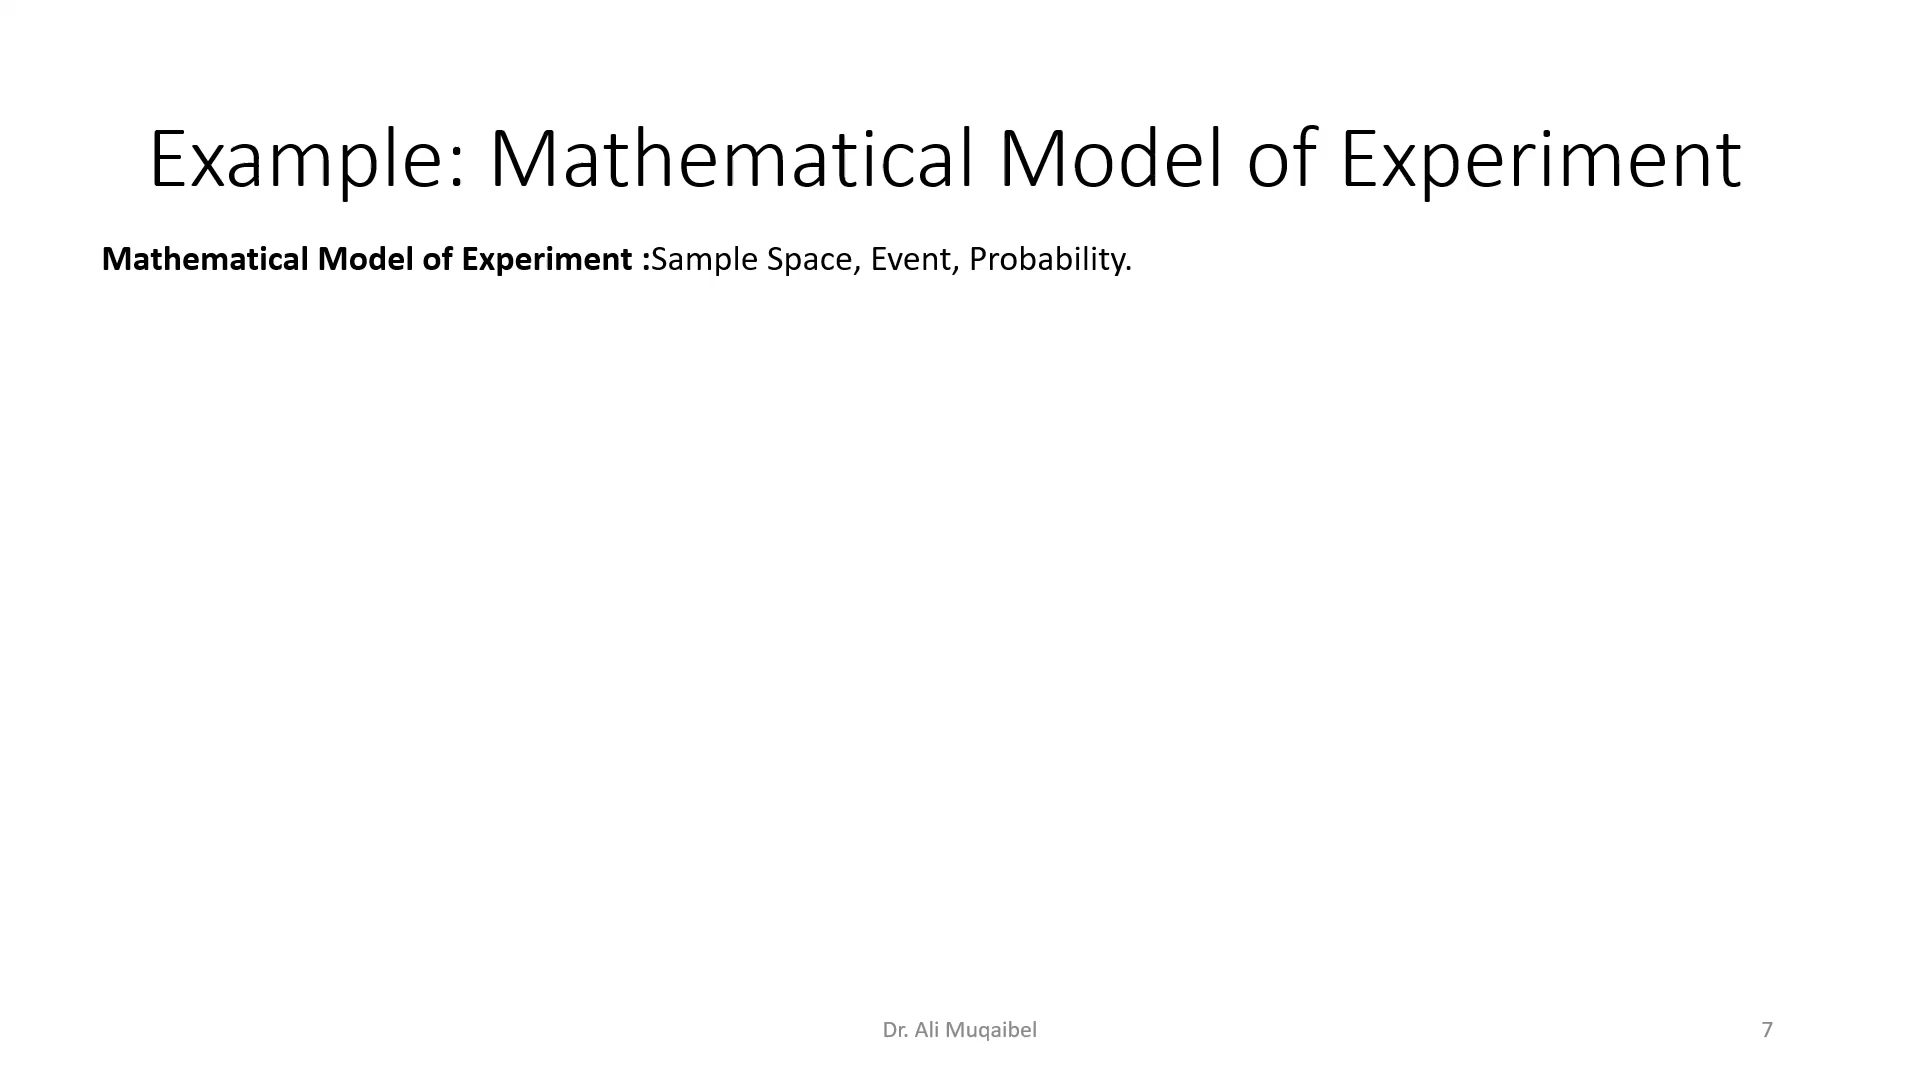 Example: Mathematical Model of Experiment
Mathematical Model of Experiment :Sample Space, Event, Probability.
Dr. Ali Muqaibel
7